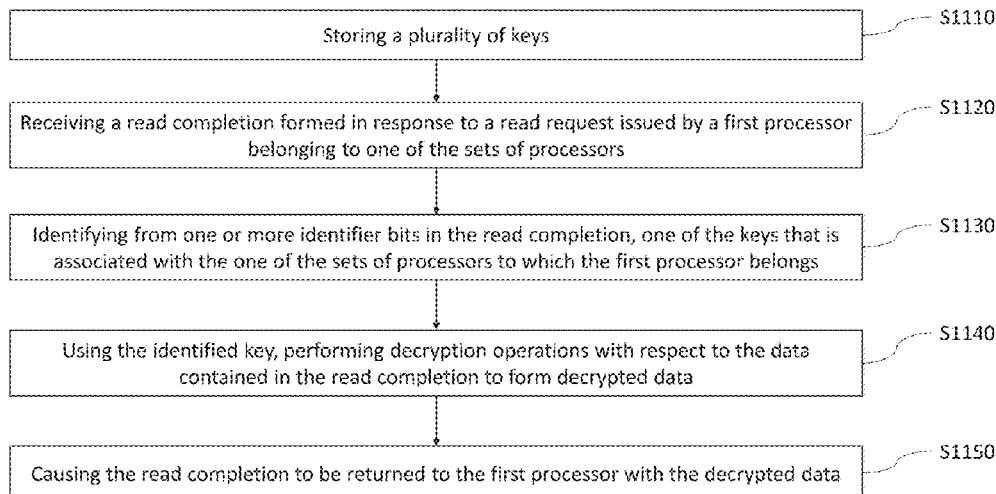 Storing a plurality of keys
S1110
Receiving a read completion formed in response to a read request issued by a first processor
belonging to one of the sets of processors
S1120
Identifying from one or more identifier bits in the read completion, one of the keys that is
associated with the one of the sets of processors to which the first processor belongs
S1130
Using the identified key, performing decryption operations with respect to the data
contained in the read completion to form decrypted data
S1140
Causing the read completion to be returned to the first processor with the decrypted data
S1150